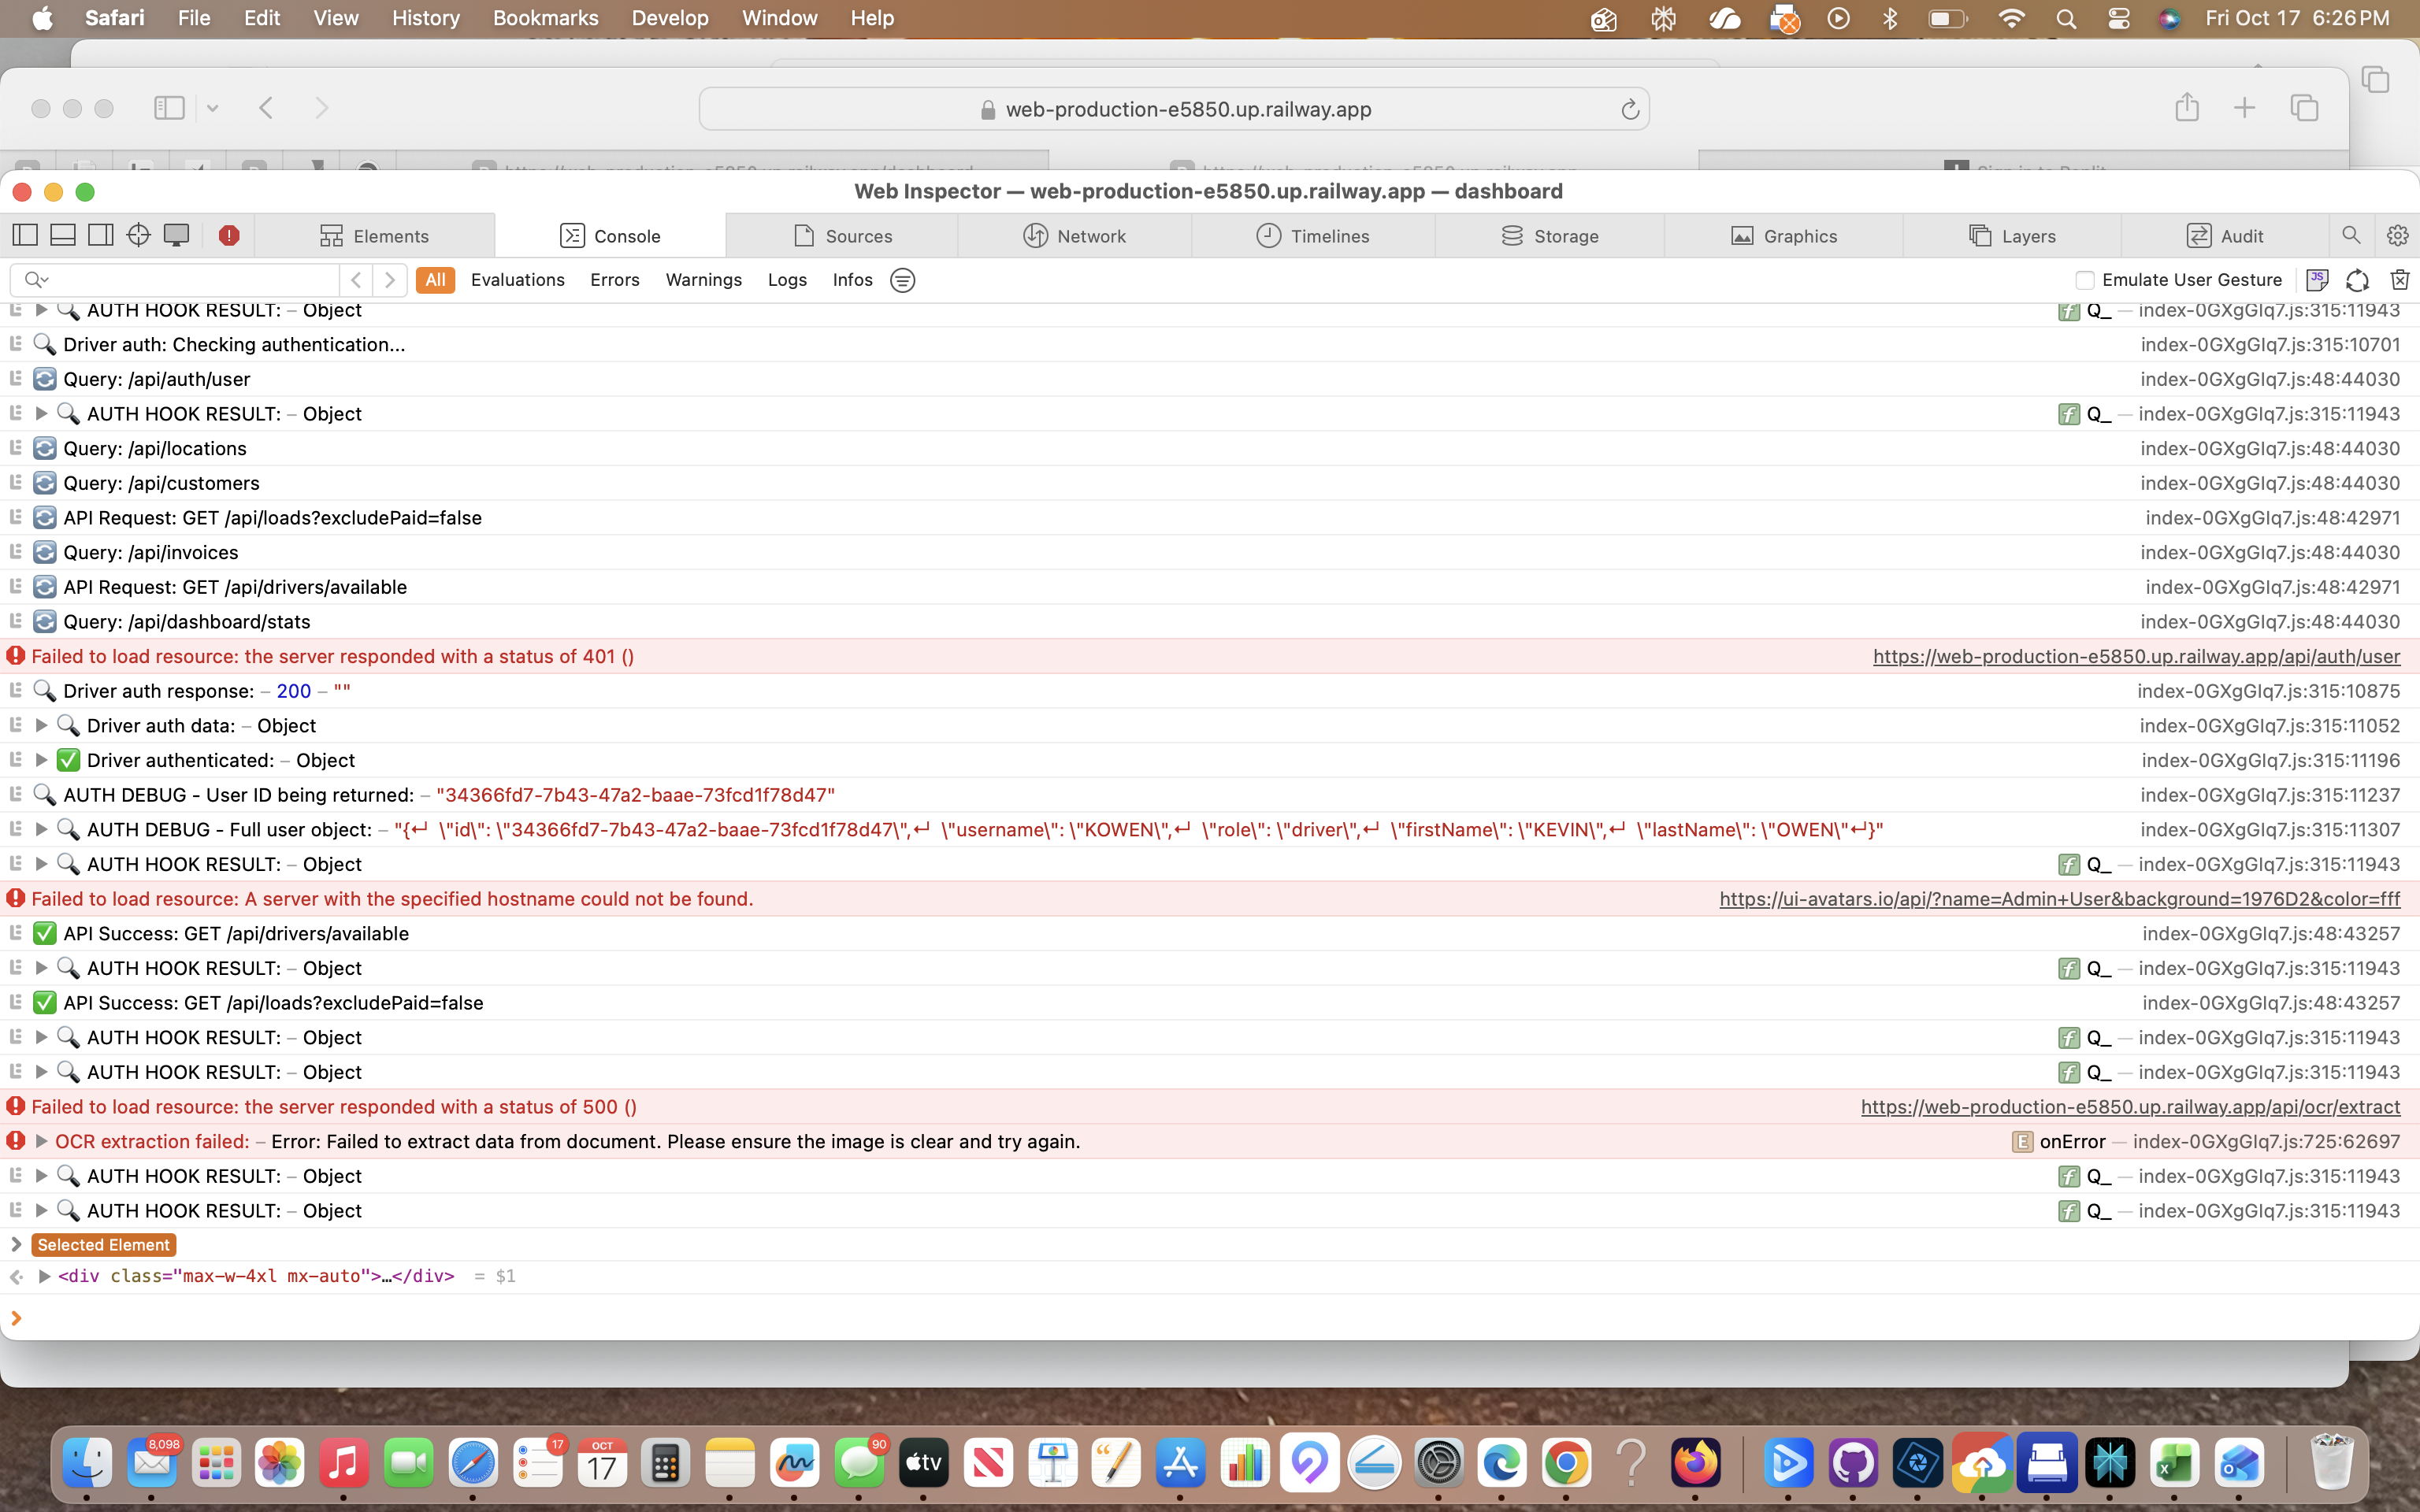 Safari File Edit View History Bookmarks Develop Window Help Fri Oct 17 6:26 PM
web-production-e5850.up.railway.app
Web Inspector — web-production-e5850.up.railway.app — dashboard
Elements Console Sources Network Timelines Storage Graphics Layers Audit
All Evaluations Errors Warnings Logs Infos Emulate User Gesture
AUTH HOOK RESULT: – Object Q_ — index-0GXgGIq7.js:315:11943
Driver auth: Checking authentication... index-0GXgGIq7.js:315:10701
Query: /api/auth/user index-0GXgGIq7.js:48:44030
AUTH HOOK RESULT: – Object f Q_ — index-0GXgGIq7.js:315:11943
Query: /api/locations index-0GXgGIq7.js:48:44030
Query: /api/customers index-0GXgGIq7.js:48:44030
API Request: GET /api/loads?excludePaid=false index-0GXgGIq7.js:48:42971
Query: /api/invoices index-0GXgGIq7.js:48:44030
API Request: GET /api/drivers/available index-0GXgGIq7.js:48:42971
Query: /api/dashboard/stats index-0GXgGIq7.js:48:44030
Failed to load resource: the server responded with a status of 401 () https://web-production-e5850.up.railway.app/api/auth/user
Driver auth response: – 200 – "" index-0GXgGIq7.js:315:10875
Driver auth data: – Object index-0GXgGIq7.js:315:11052
Driver authenticated: – Object index-0GXgGIq7.js:315:11196
AUTH DEBUG - User ID being returned: – "34366fd7-7b43-47a2-baae-73fcd1f78d47" index-0GXgGIq7.js:315:11237
AUTH DEBUG - Full user object: – "{↵ \"id\": \"34366fd7-7b43-47a2-baae-73fcd1f78d47\",↵ \"username\": \"KOWEN\",↵ \"role\": \"driver\",↵ \"firstName\": \"KEVIN\",↵ \"lastName\": \"OWEN\"↵}" index-0GXgGIq7.js:315:11307
AUTH HOOK RESULT: – Object f Q_ — index-0GXgGIq7.js:315:11943
Failed to load resource: A server with the specified hostname could not be found. https://ui-avatars.io/api/?name=Admin+User&background=1976D2&color=fff
API Success: GET /api/drivers/available index-0GXgGIq7.js:48:43257
AUTH HOOK RESULT: – Object f Q_ — index-0GXgGIq7.js:315:11943
API Success: GET /api/loads?excludePaid=false index-0GXgGIq7.js:48:43257
AUTH HOOK RESULT: – Object f Q_ — index-0GXgGIq7.js:315:11943
AUTH HOOK RESULT: – Object f Q_ — index-0GXgGIq7.js:315:11943
Failed to load resource: the server responded with a status of 500 () https://web-production-e5850.up.railway.app/api/ocr/extract
OCR extraction failed: – Error: Failed to extract data from document. Please ensure the image is clear and try again. E onError — index-0GXgGIq7.js:725:62697
AUTH HOOK RESULT: – Object f Q_ — index-0GXgGIq7.js:315:11943
AUTH HOOK RESULT: – Object f Q_ — index-0GXgGIq7.js:315:11943
Selected Element
<div class="max-w-4xl mx-auto">…</div> = $1
8,098 17 OCT 17 90 tv